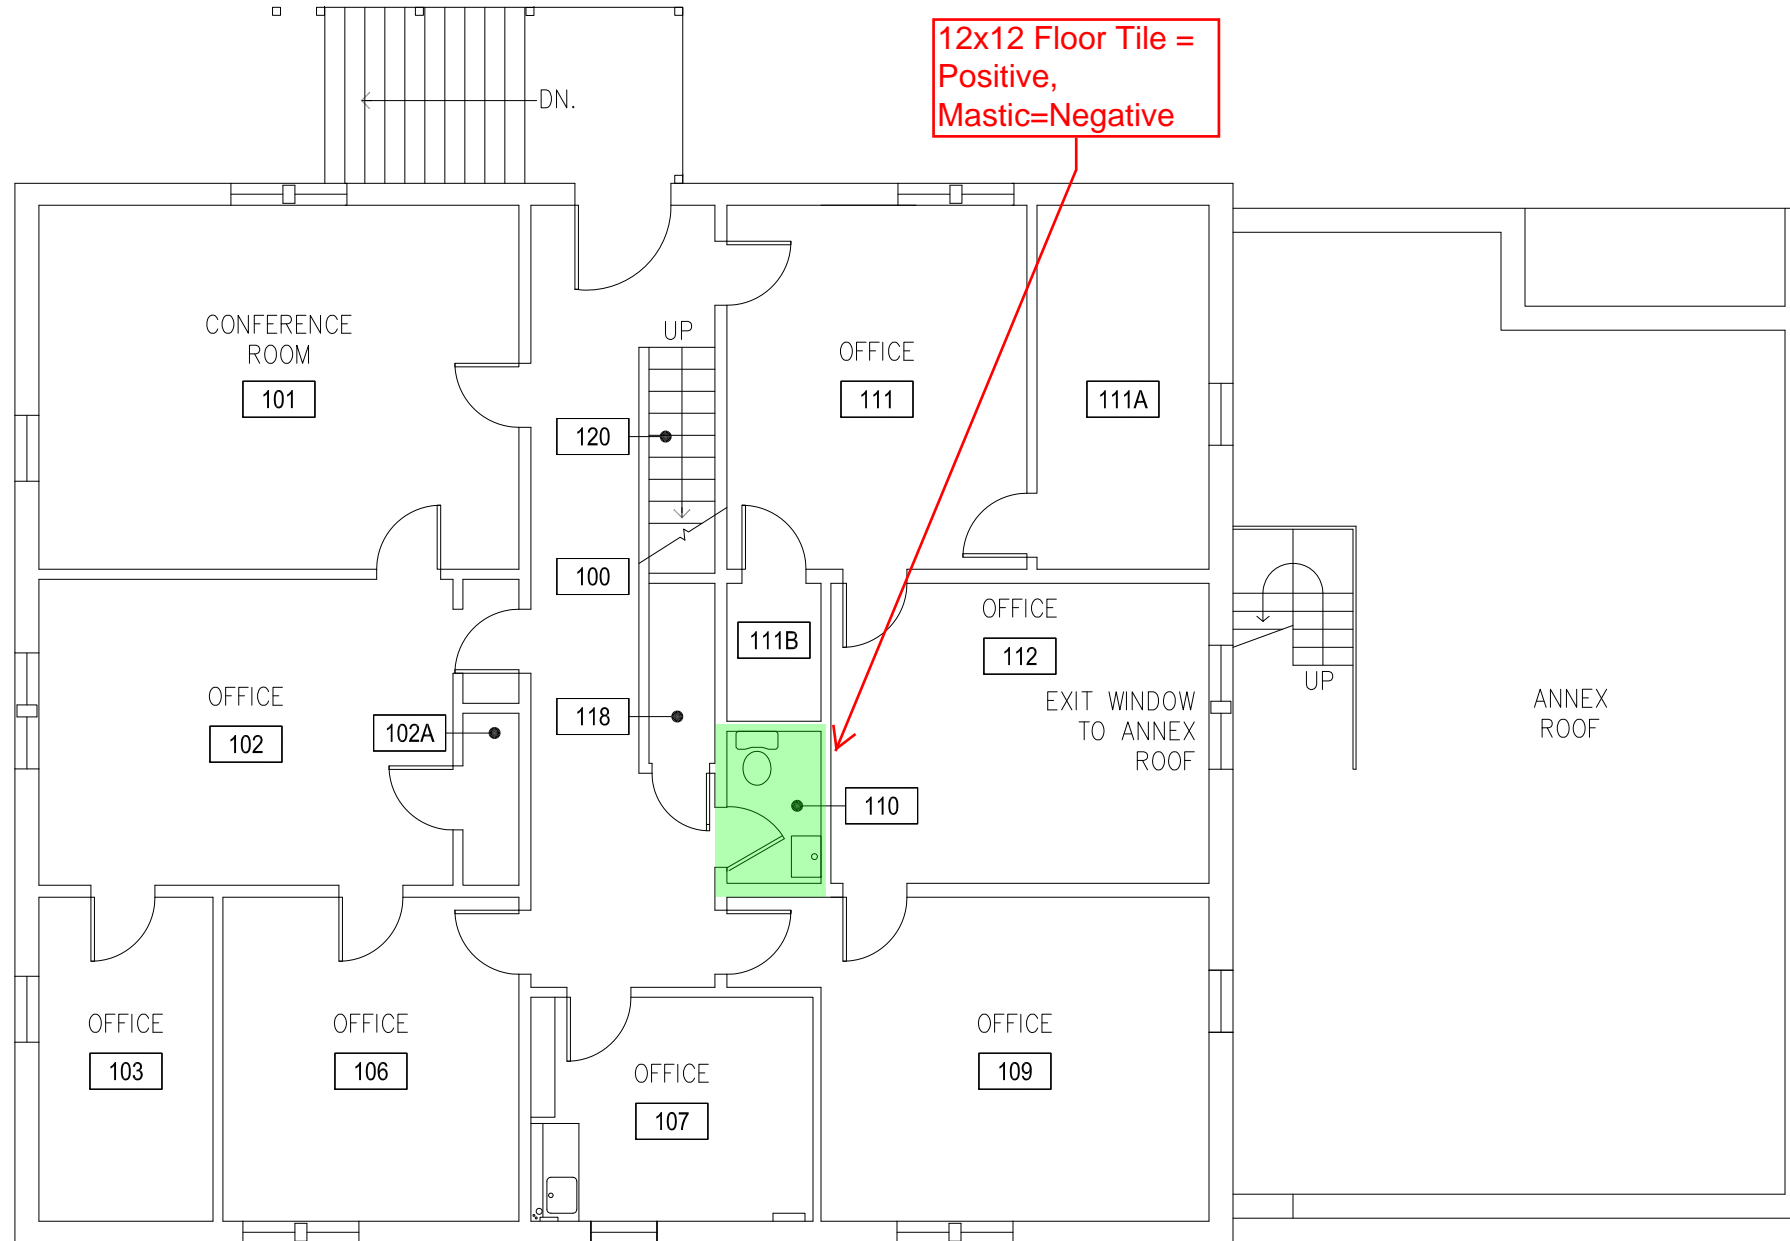 12x12 Floor Tile =
Positive,
Mastic=Negative
DN.
CONFERENCE
ROOM
101
UP
OFFICE
111
111A
120
100
OFFICE
112
111B
EXIT WINDOW
TO ANNEX
ROOF
UP
ANNEX
ROOF
OFFICE
102
102A
118
110
OFFICE
103
OFFICE
106
OFFICE
107
OFFICE
109